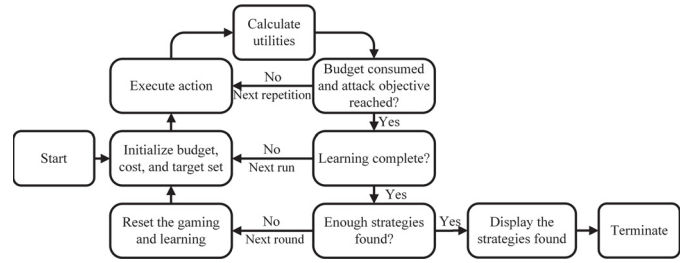 Calculate
utilities
Execute action
No
Next repetition
Budget consumed
and attack objective
reached?
Yes
Start
Initialize budget,
cost, and target set
No
Next run
Learning complete?
Yes
Reset the gaming
and learning
No
Next round
Enough strategies
found?
Yes
Display the
strategies found
Terminate